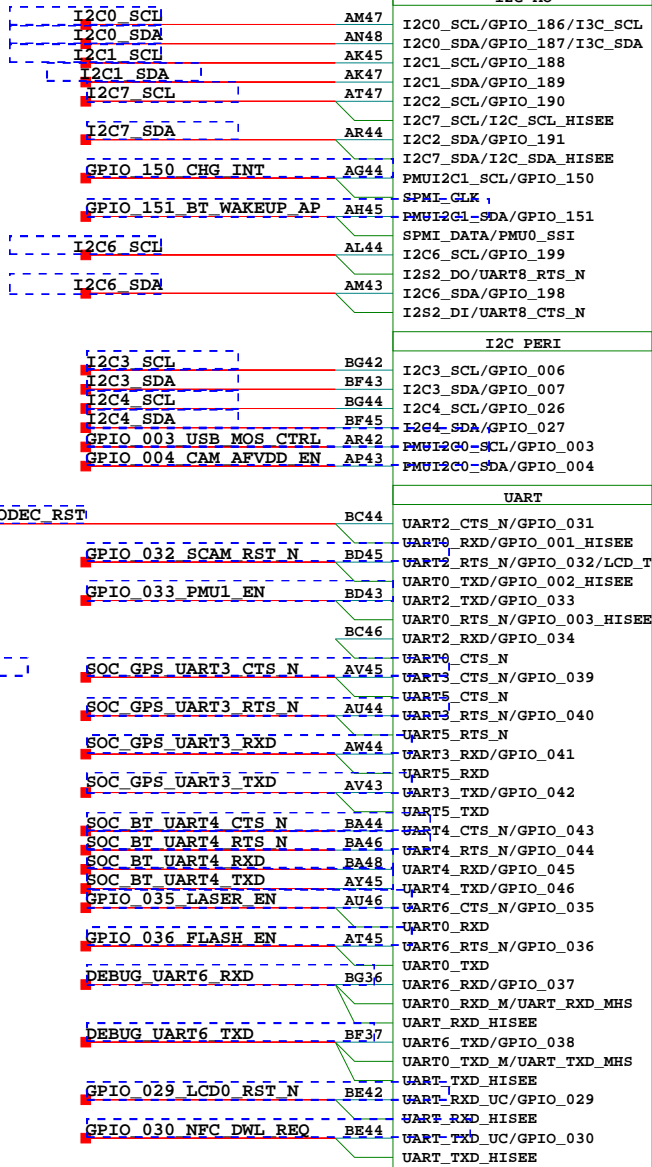 I2C0_SCL AM47 I2C0_SCL/GPIO_186/I3C_SCL
I2C0_SDA AN48 I2C0_SDA/GPIO_187/I3C_SDA
I2C1_SCL AK45 I2C1_SCL/GPIO_188
I2C1_SDA AK47 I2C1_SDA/GPIO_189
I2C7_SCL AT47 I2C2_SCL/GPIO_190
I2C7_SCL/I2C_SCL_HISEE
I2C7_SDA AR44 I2C2_SDA/GPIO_191
I2C7_SDA/I2C_SDA_HISEE
GPIO_150_CHG_INT AG44 PMUI2C1_SCL/GPIO_150
SPMI_CLK
GPIO_151_BT_WAKEUP_AP AH45 PMUI2C1_SDA/GPIO_151
SPMI_DATA/PMU0_SSI
I2C6_SCL AL44 I2C6_SCL/GPIO_199
I2S2_DO/UART8_RTS_N
I2C6_SDA AM43 I2C6_SDA/GPIO_198
I2S2_DI/UART8_CTS_N
I2C PERI
I2C3_SCL BG42 I2C3_SCL/GPIO_006
I2C3_SDA BF43 I2C3_SDA/GPIO_007
I2C4_SCL BG44 I2C4_SCL/GPIO_026
I2C4_SDA BF45 I2C4_SDA/GPIO_027
GPIO_003_USB_MOS_CTRL AR42 PMUI2C0_SCL/GPIO_003
GPIO_004_CAM_AFVDD_EN AP43 PMUI2C0_SDA/GPIO_004
UART
ODEC_RST BC44 UART2_CTS_N/GPIO_031
UART0_RXD/GPIO_001_HISEE
GPIO_032_SCAM_RST_N BD45 UART2_RTS_N/GPIO_032/LCD_T
UART0_TXD/GPIO_002_HISEE
GPIO_033_PMU1_EN BD43 UART2_TXD/GPIO_033
UART0_RTS_N/GPIO_003_HISEE
BC46 UART2_RXD/GPIO_034
UART0_CTS_N
SOC_GPS_UART3_CTS_N AV45 UART3_CTS_N/GPIO_039
UART5_CTS_N
SOC_GPS_UART3_RTS_N AU44 UART3_RTS_N/GPIO_040
UART5_RTS_N
SOC_GPS_UART3_RXD AW44 UART3_RXD/GPIO_041
UART5_RXD
SOC_GPS_UART3_TXD AV43 UART3_TXD/GPIO_042
UART5_TXD
SOC_BT_UART4_CTS_N BA44 UART4_CTS_N/GPIO_043
SOC_BT_UART4_RTS_N BA46 UART4_RTS_N/GPIO_044
SOC_BT_UART4_RXD BA48 UART4_RXD/GPIO_045
SOC_BT_UART4_TXD AY45 UART4_TXD/GPIO_046
GPIO_035_LASER_EN AU46 UART6_CTS_N/GPIO_035
UART0_RXD
GPIO_036_FLASH_EN AT45 UART6_RTS_N/GPIO_036
UART0_TXD
DEBUG_UART6_RXD BG36 UART6_RXD/GPIO_037
UART0_RXD_M/UART_RXD_MHS
UART_RXD_HISEE
DEBUG_UART6_TXD BF37 UART6_TXD/GPIO_038
UART0_TXD_M/UART_TXD_MHS
UART_TXD_HISEE
GPIO_029_LCD0_RST_N BE42 UART_RXD_UC/GPIO_029
UART_RXD_HISEE
GPIO_030_NFC_DWL_REQ BE44 UART_TXD_UC/GPIO_030
UART_TXD_HISEE